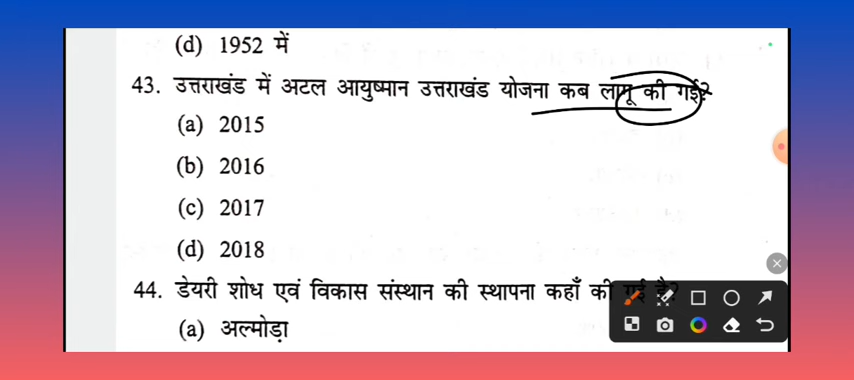 (d) 1952 में
43. उत्तराखंड में अटल आयुष्मान उत्तराखंड योजना कब लागू की गई?
(a) 2015
(b) 2016
(c) 2017
(d) 2018
44. डेयरी शोध एवं विकास संस्थान की स्थापना कहाँ की गई है?
(a) अल्मोड़ा